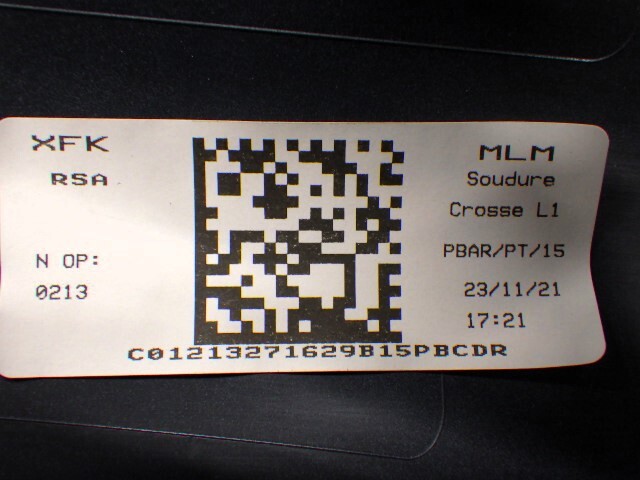 XFK
RSA
N OP:
0213
MLM
Soudure
Crosse L1
PBAR/PT/15
23/11/21
17:21
C01213271629B15PBCDR